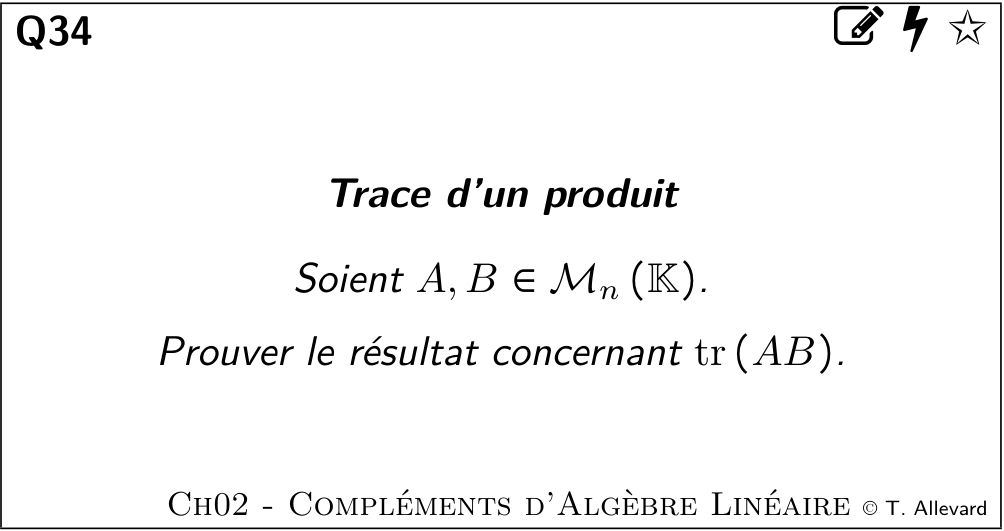 Q34
Trace d'un produit
Soient $A, B \in \mathcal{M}_n(\mathbb{K})$.
Prouver le résultat concernant $\operatorname{tr}(AB)$.
Ch02 - Compléments d'Algèbre Linéaire © T. Allevard